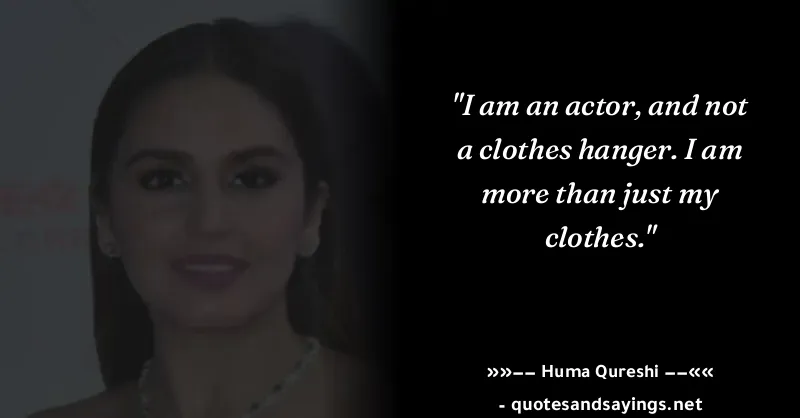 "I am an actor, and not
a clothes hanger. I am
more than just my
clothes."
»»−− Huma Qureshi −−««
- quotesandsayings.net